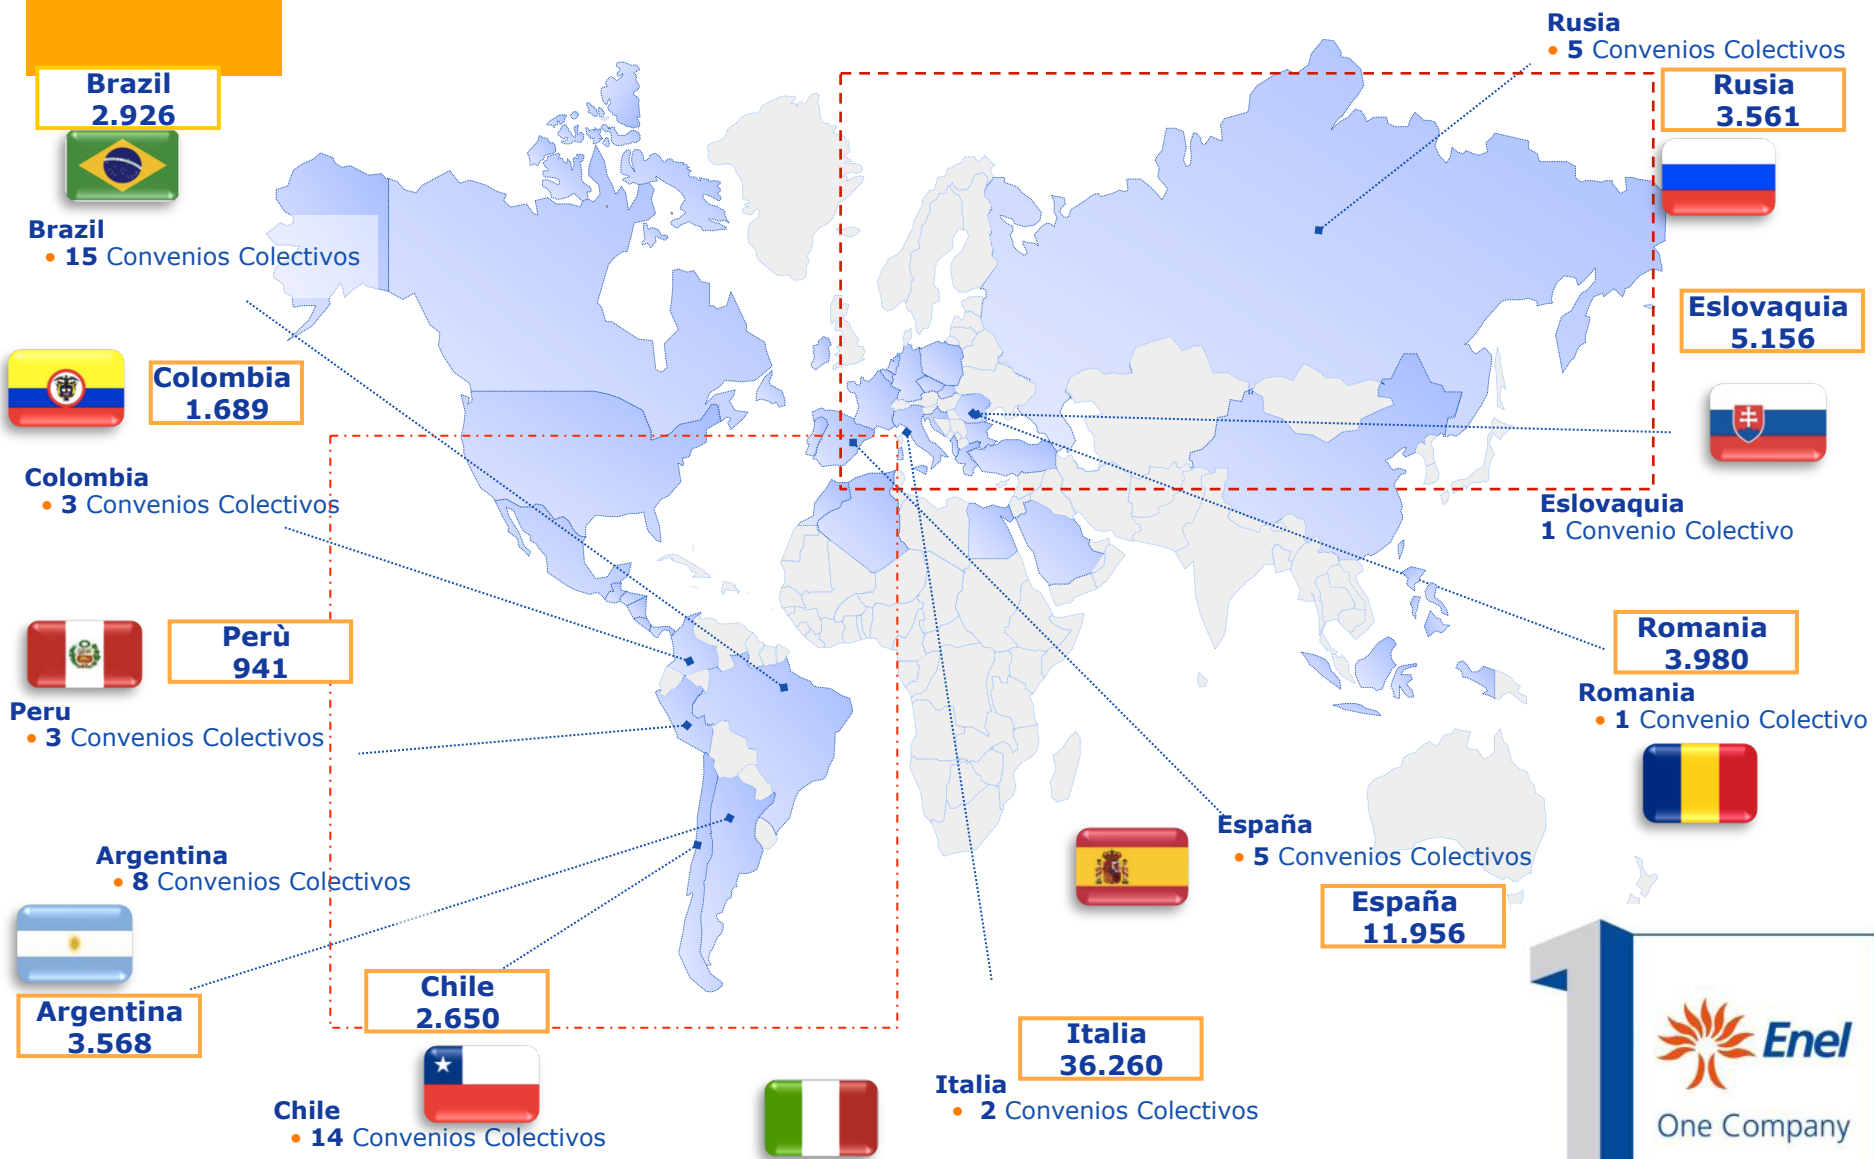 Brazil
2.926
Brazil
• 15 Convenios Colectivos
Colombia
1.689
Colombia
• 3 Convenios Colectivos
Perù
941
Peru
• 3 Convenios Colectivos
Argentina
• 8 Convenios Colectivos
Argentina
3.568
Chile
2.650
Chile
• 14 Convenios Colectivos
Italia
36.260
Italia
• 2 Convenios Colectivos
España
• 5 Convenios Colectivos
España
11.956
Rusia
• 5 Convenios Colectivos
Rusia
3.561
Eslovaquia
5.156
Eslovaquia
1 Convenio Colectivo
Romania
3.980
Romania
• 1 Convenio Colectivo
1
Enel
One Company